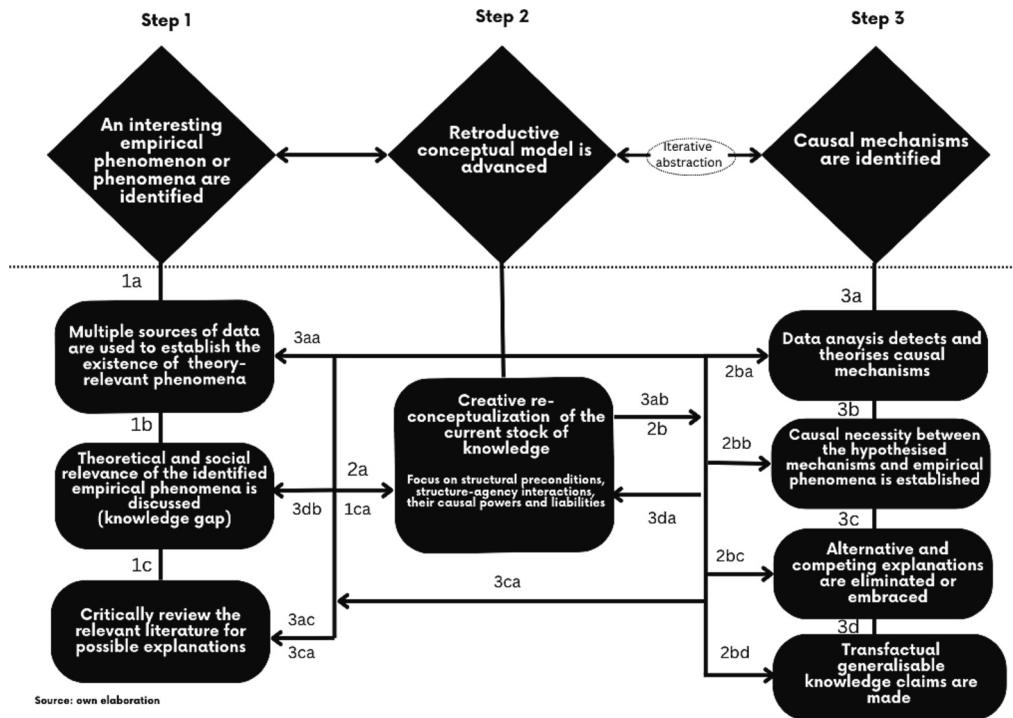 Step 1
Step 2
Step 3
An interesting
empirical
phenomenon or
phenomena are
identified
Retroductive
conceptual model is
advanced
Iterative
abstraction
Causal mechanisms
are identified
1a
3a
Multiple sources of data
are used to establish the
existence of theory-
relevant phenomena
3aa
Data anaysis detects and
theorises causal
mechanisms
2ba
1b
3b
Creative re-
conceptualization of the
current stock of
knowledge
Focus on structural preconditions,
structure-agency interactions,
their causal powers and liabilities
3ab
2b
2bb
Causal necessity between
the hypothesised
mechanisms and empirical
phenomena is established
Theoretical and social
relevance of the identified
empirical phenomena is
discussed
(knowledge gap)
2a
3db
1ca
3da
3c
1c
2bc
Alternative and
competing explanations
are eliminated or
embraced
3ca
Critically review the
relevant literature for
possible explanations
3ac
3ca
3d
2bd
Transfactual
generalisable
knowledge claims are
made
Source: own elaboration